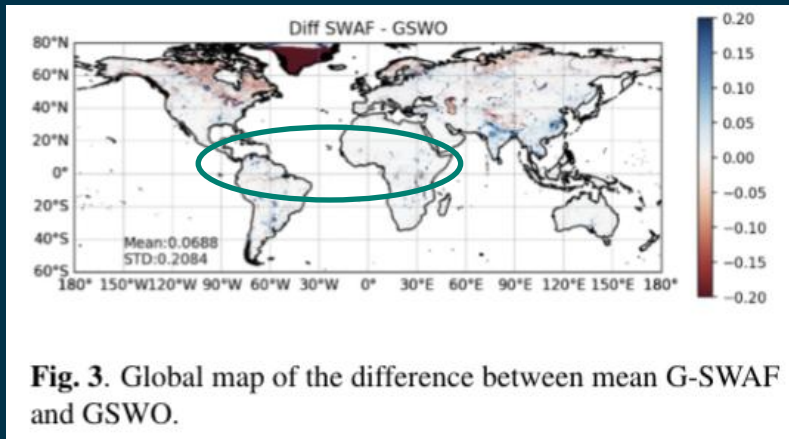 Diff SWAF - GSWO
80°N
60°N
40°N
20°N
0°
20°S
40°S
60°S
Mean:0.0688
STD:0.2084
180° 150°W120°W 90°W 60°W 30°W 0° 30°E 60°E 90°E 120°E 150°E 180°
0.20
0.15
0.10
0.05
0.00
−0.05
−0.10
−0.15
−0.20
Fig. 3. Global map of the difference between mean G-SWAF
and GSWO.